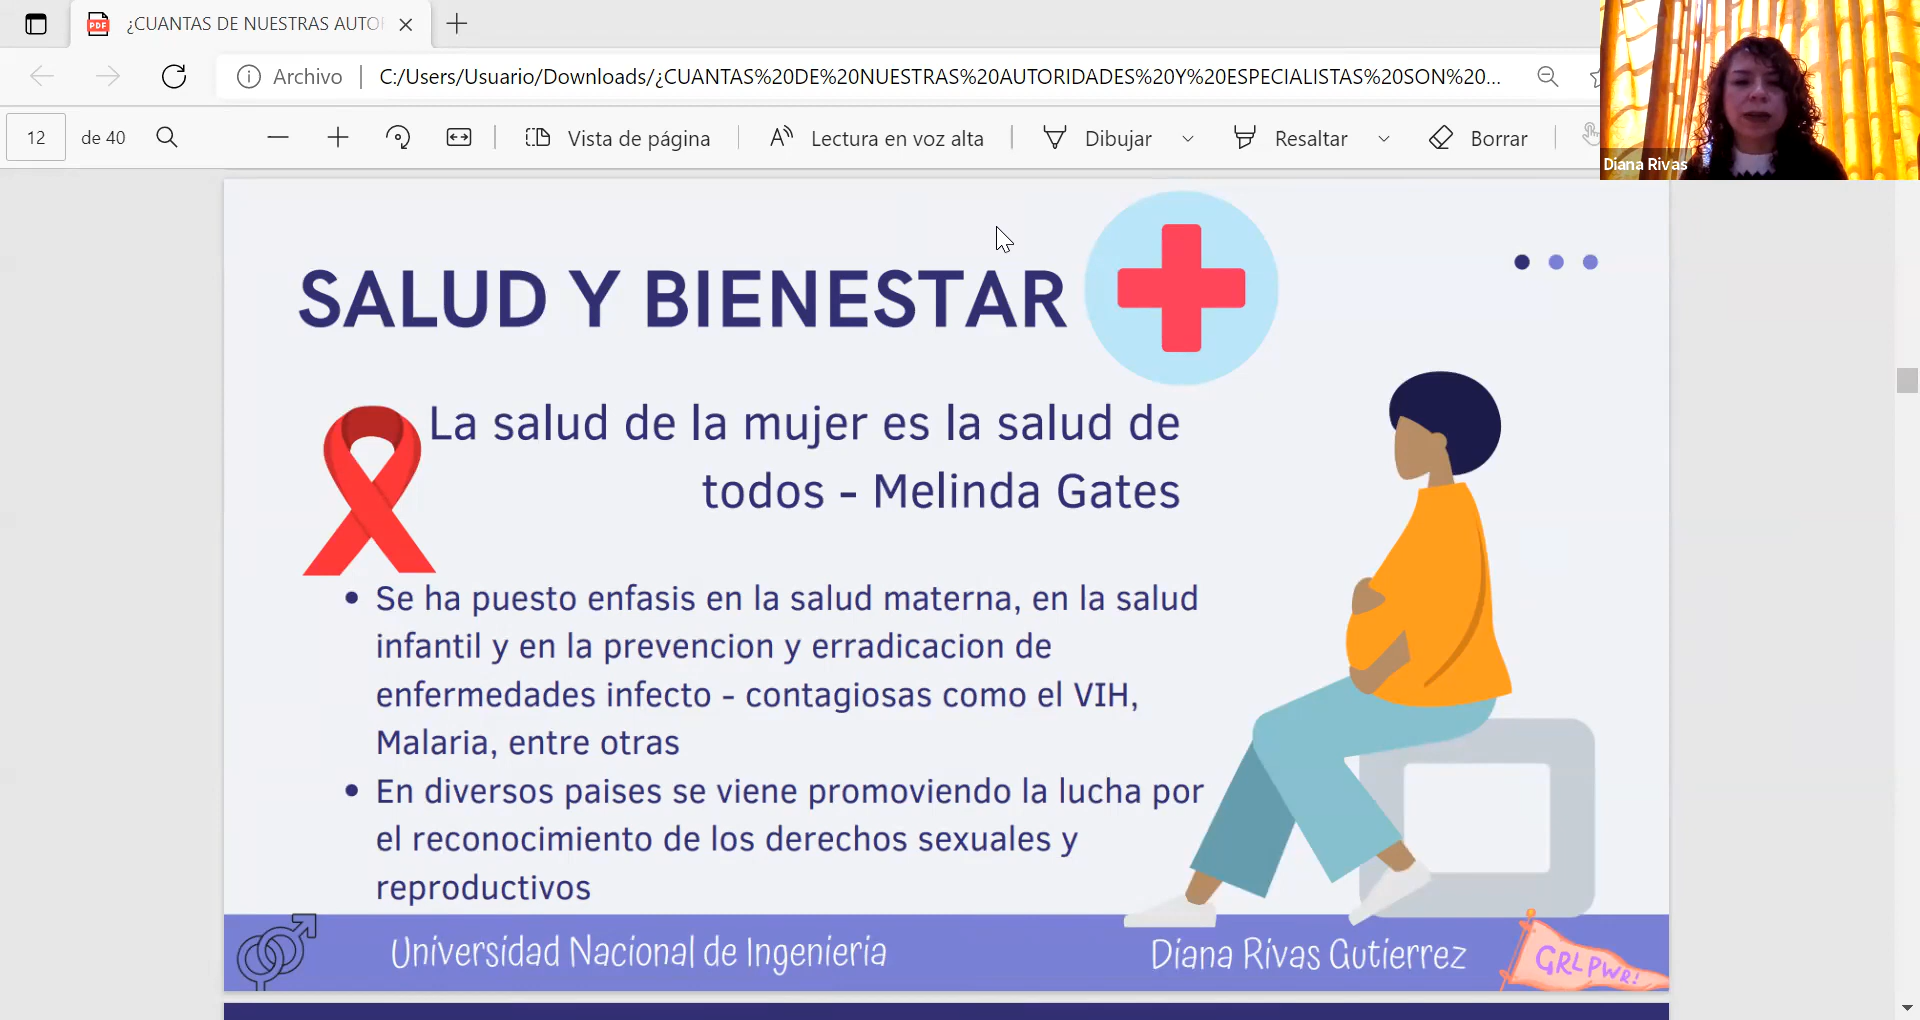 ¿CUANTAS DE NUESTRAS AUTOR
Archivo
C:/Users/Usuario/Downloads/¿CUANTAS%20DE%20NUESTRAS%20AUTORIDADES%20Y%20ESPECIALISTAS%20SON%20...
12
de 40
Vista de página
Lectura en voz alta
Dibujar
Resaltar
Borrar
Diana Rivas
SALUD Y BIENESTAR
La salud de la mujer es la salud de
todos - Melinda Gates
• Se ha puesto enfasis en la salud materna, en la salud
infantil y en la prevencion y erradicacion de
enfermedades infecto - contagiosas como el VIH,
Malaria, entre otras
• En diversos paises se viene promoviendo la lucha por
el reconocimiento de los derechos sexuales y
reproductivos
Universidad Nacional de Ingenieria
Diana Rivas Gutierrez
GRL PWR!